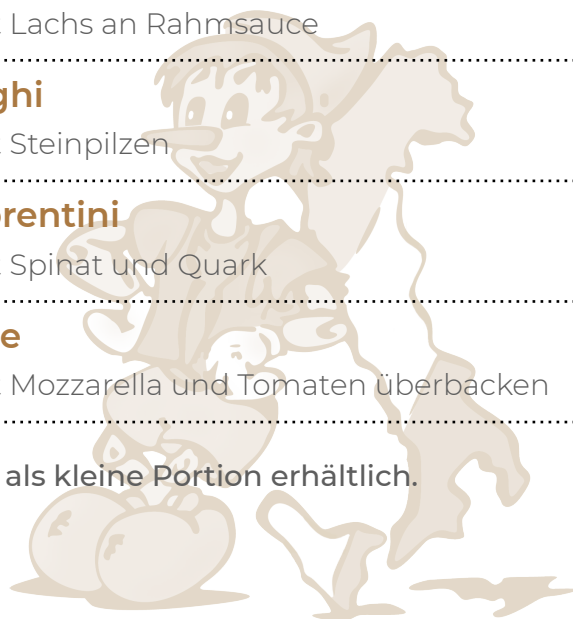 . Lachs an Rahmsauce
ghi
. Steinpilzen
rentini
. Spinat und Quark
e
. Mozzarella und Tomaten überbacken
als kleine Portion erhältlich.